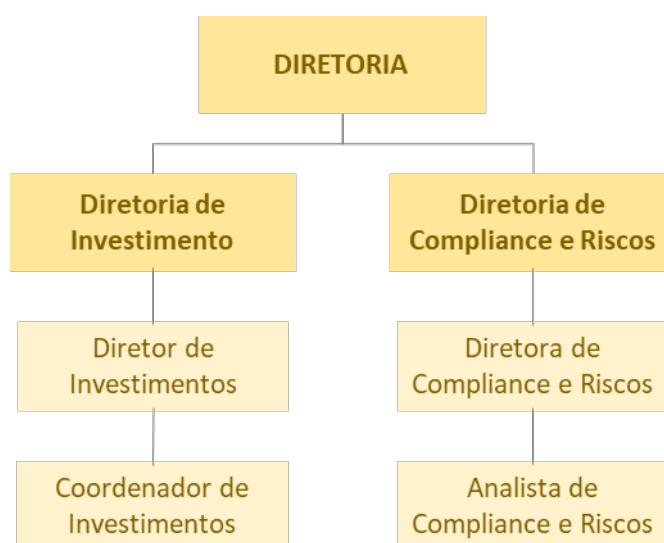 DIRETORIA
Diretoria de
Investimento
Diretoria de
Compliance e Riscos
Diretor de
Investimentos
Diretora de
Compliance e Riscos
Coordenador de
Investimentos
Analista de
Compliance e Riscos